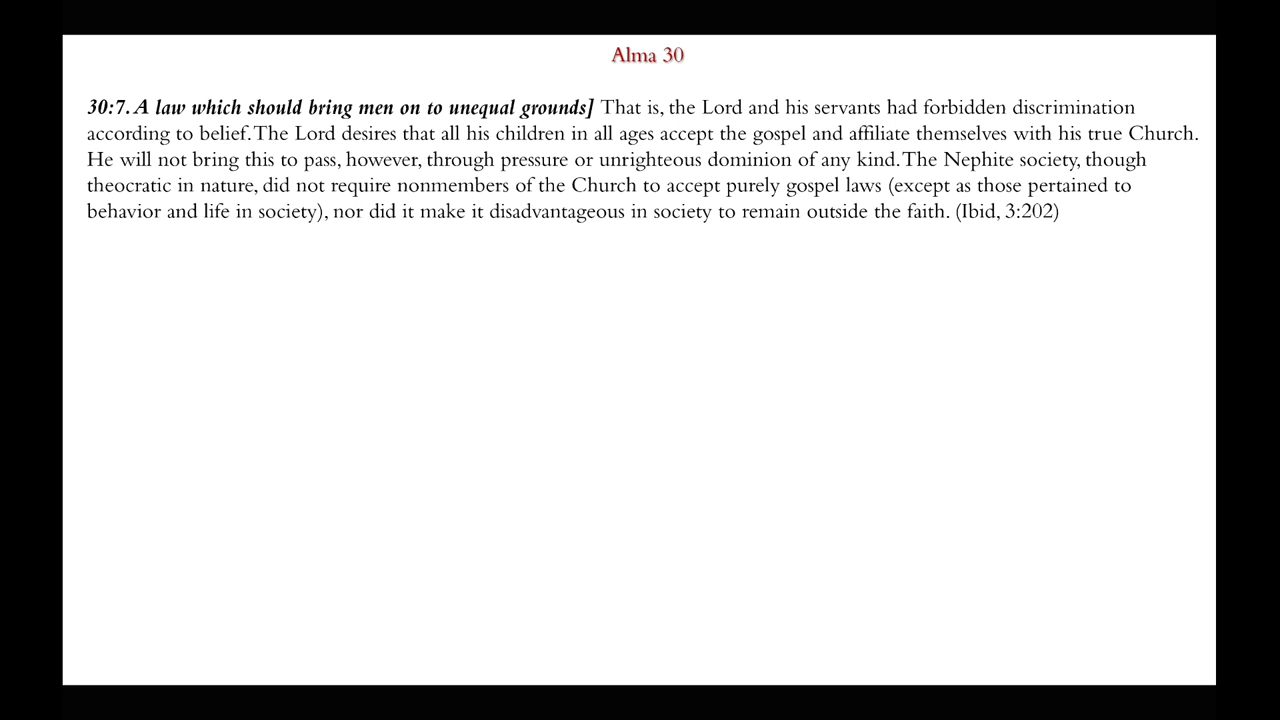 Alma 30
30:7. A law which should bring men on to unequal grounds] That is, the Lord and his servants had forbidden discrimination
according to belief. The Lord desires that all his children in all ages accept the gospel and affiliate themselves with his true Church.
He will not bring this to pass, however, through pressure or unrighteous dominion of any kind. The Nephite society, though
theocratic in nature, did not require nonmembers of the Church to accept purely gospel laws (except as those pertained to
behavior and life in society), nor did it make it disadvantageous in society to remain outside the faith. (Ibid, 3:202)